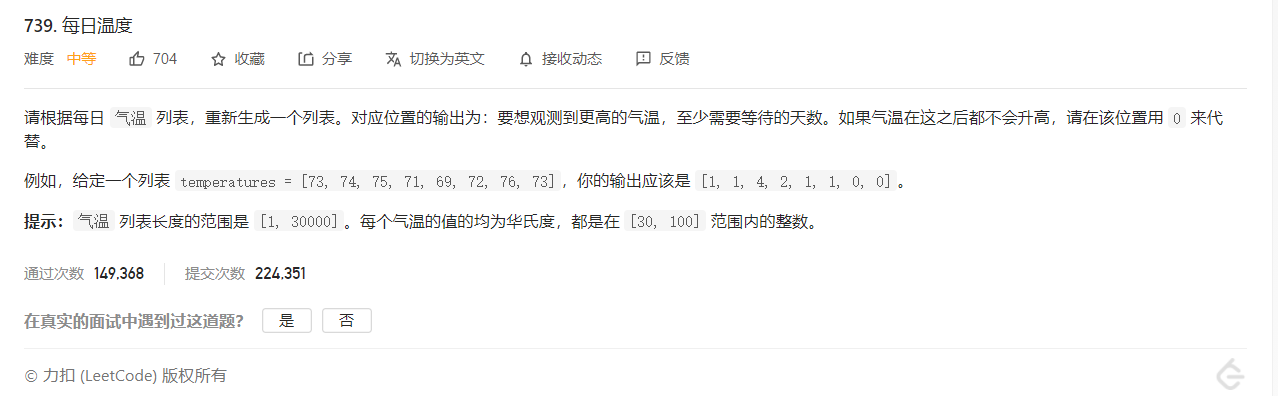 739. 每日温度
难度 中等 704 收藏 分享 切换为英文 接收动态 反馈
请根据每日 气温 列表，重新生成一个列表。对应位置的输出为：要想观测到更高的气温，至少需要等待的天数。如果气温在这之后都不会升高，请在该位置用 0 来代
替。
例如，给定一个列表 temperatures = [73, 74, 75, 71, 69, 72, 76, 73]，你的输出应该是 [1, 1, 4, 2, 1, 1, 0, 0]。
提示：气温 列表长度的范围是 [1, 30000]。每个气温的值的均为华氏度，都是在 [30, 100] 范围内的整数。
通过次数 149,368 提交次数 224,351
在真实的面试中遇到过这道题？ 是 否
© 力扣 (LeetCode) 版权所有